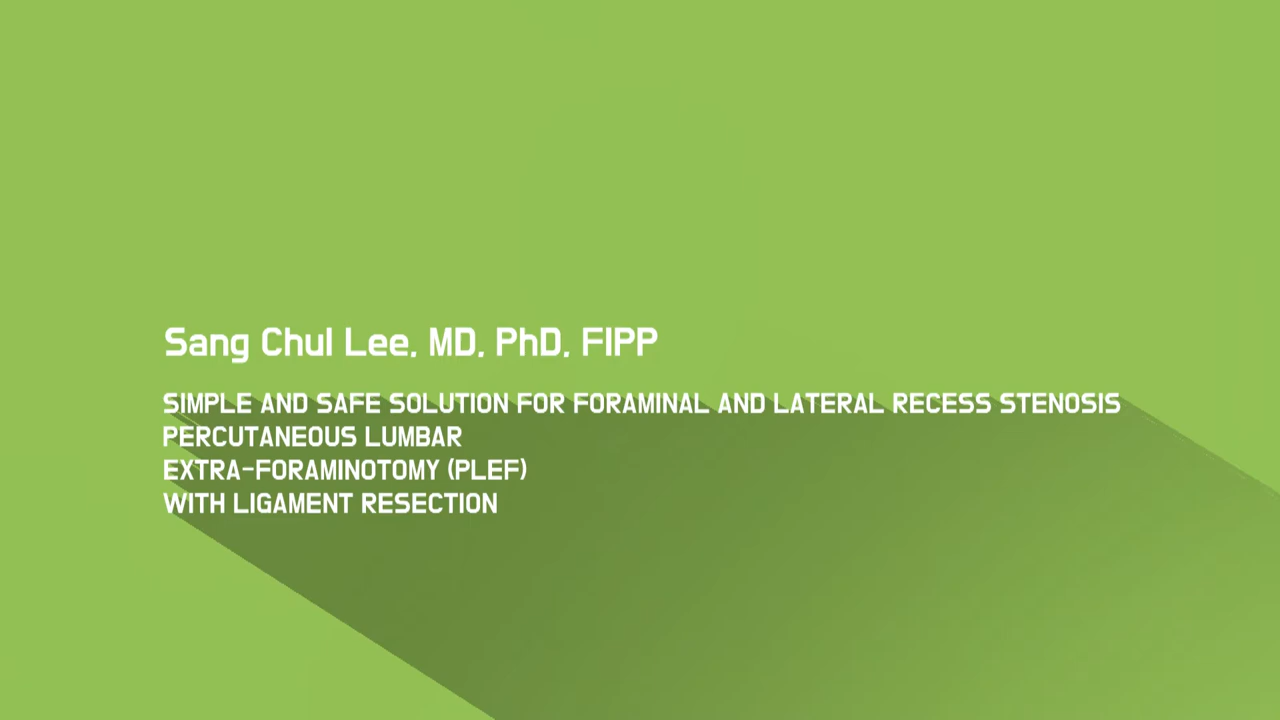 Sang Chul Lee, MD, PhD, FIPP
SIMPLE AND SAFE SOLUTION FOR FORAMINAL AND LATERAL RECESS STENOSIS
PERCUTANEOUS LUMBAR
EXTRA-FORAMINOTOMY (PLEF)
WITH LIGAMENT RESECTION